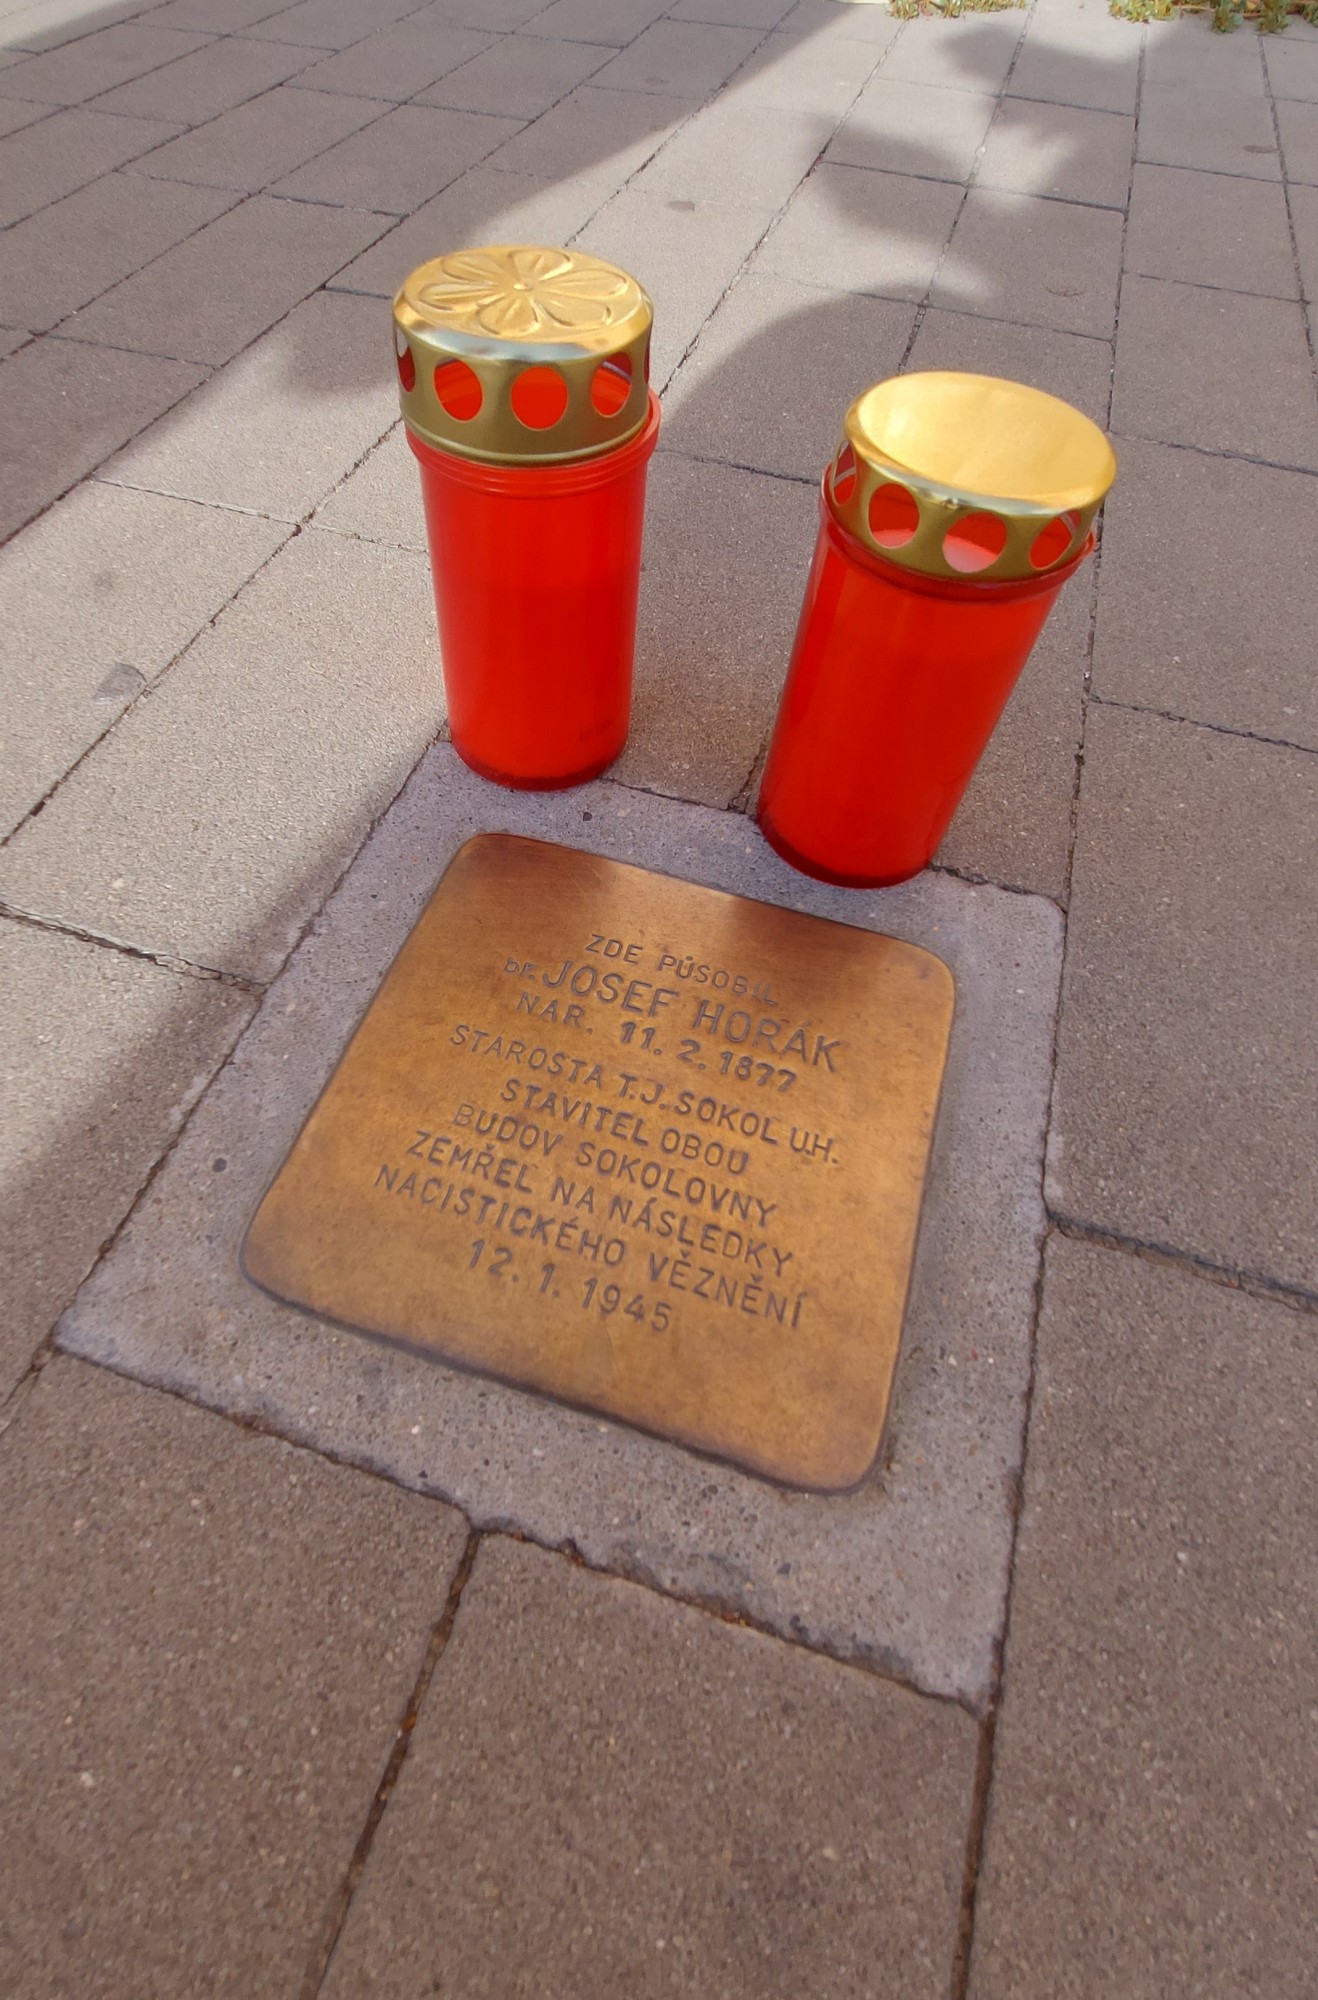 ZDE PŮSOBIL
Dr. JOSEF HORÁK
NAR. 11. 2. 1877
STAROSTA T.J. SOKOL U.H.
STAVITEL OBOU
BUDOV SOKOLOVNY
ZEMŘEL NA NÁSLEDKY
NACISTICKÉHO VĚZNĚNÍ
12. 1. 1945